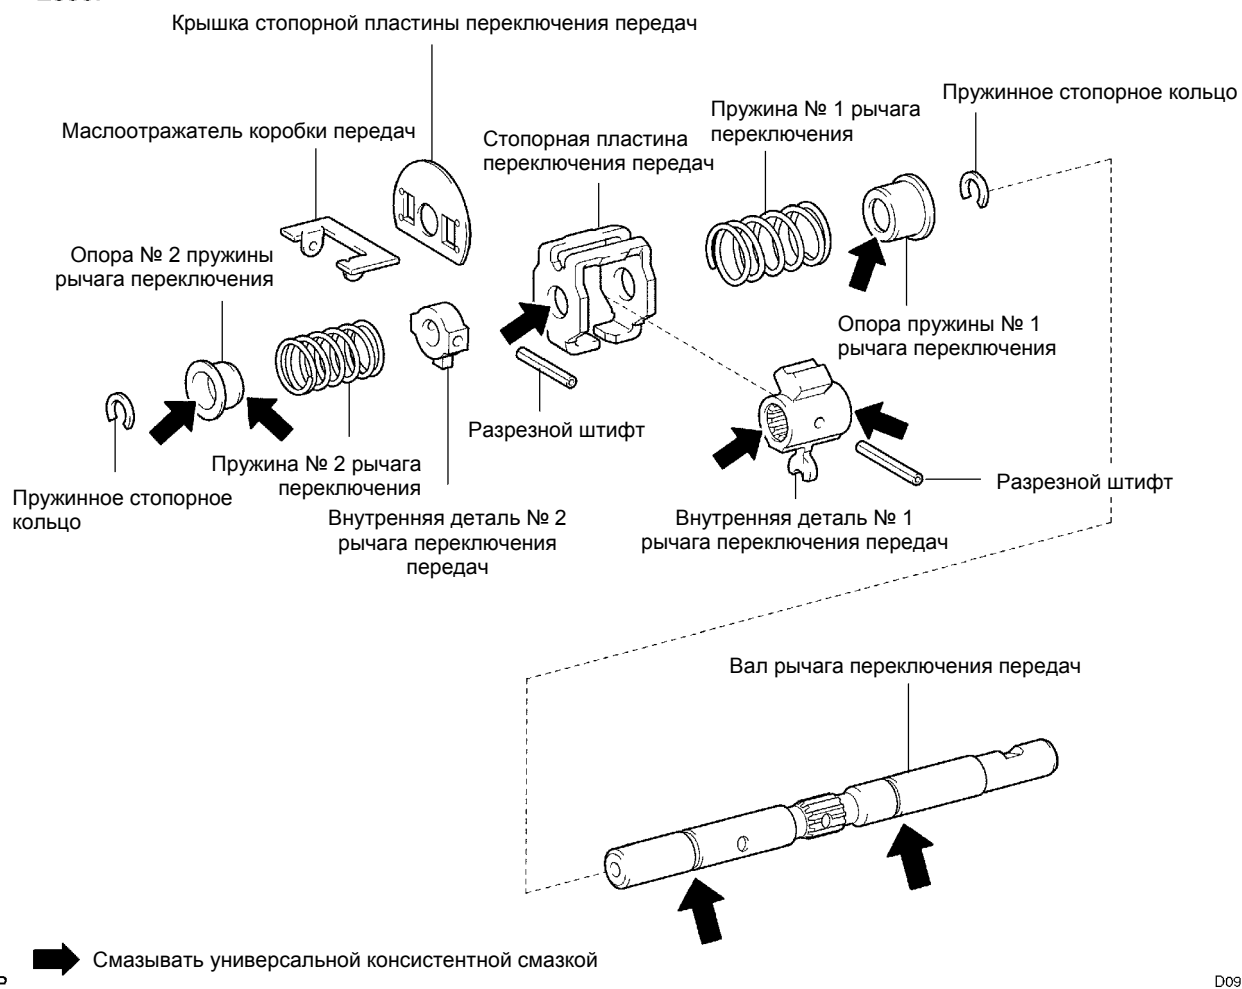 Крышка стопорной пластины переключения передач
Пружинное стопорное кольцо
Пружина № 1 рычага
переключения
Маслоотражатель коробки передач
Стопорная пластина
переключения передач
Опора № 2 пружины
рычага переключения
Опора пружины № 1
рычага переключения
Разрезной штифт
Пружина № 2 рычага
переключения
Пружинное стопорное
кольцо
Разрезной штифт
Внутренняя деталь № 2
рычага переключения
передач
Внутренняя деталь № 1
рычага переключения передач
Вал рычага переключения передач
Смазывать универсальной консистентной смазкой
D09